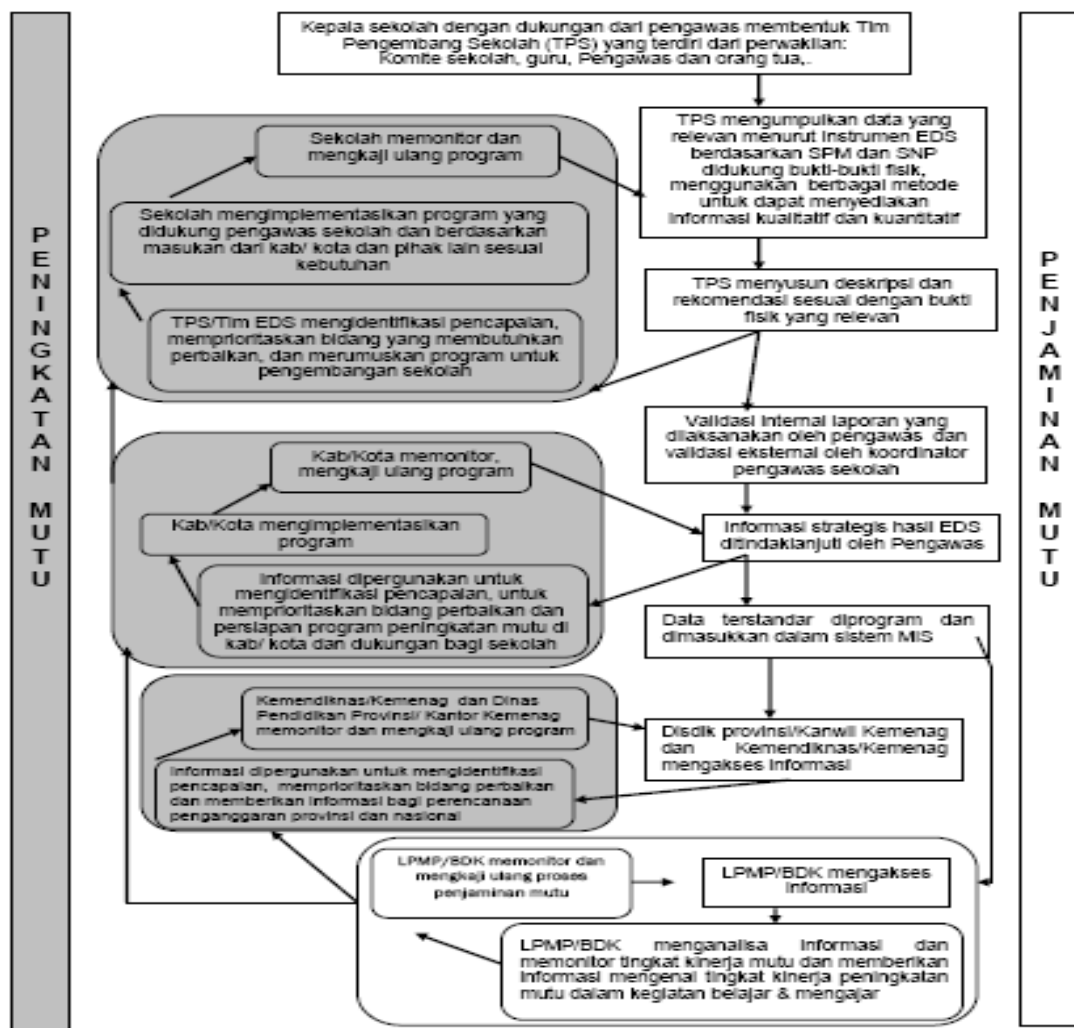 Kepala sekolah dengan dukungan dari pengawas membentuk Tim
Pengembang Sekolah (TPS) yang terdiri dari perwakilan:
Komite sekolah, guru, Pengawas dan orang tua,.
PENINGKATAN MUTU
PENJAMINAN MUTU
Sekolah memonitor dan
mengkaji ulang program
Sekolah mengimplementasikan program yang
didukung pengawas sekolah dan berdasarkan
masukan dari kab/ kota dan pihak lain sesuai
kebutuhan
TPS/Tim EDS mengidentifikasi pencapaian,
memprioritaskan bidang yang membutuhkan
perbaikan, dan merumuskan program untuk
pengembangan sekolah
TPS mengumpulkan data yang
relevan menurut instrumen EDS
berdasarkan SPM dan SNP
didukung bukti-bukti fisik,
menggunakan berbagai metode
untuk dapat menyediakan
informasi kualitatif dan kuantitatif
TPS menyusun deskripsi dan
rekomendasi sesuai dengan bukti
fisik yang relevan
Validasi internal laporan yang
dilaksanakan oleh pengawas dan
validasi eksternal oleh koordinator
pengawas sekolah
Kab/Kota memonitor,
mengkaji ulang program
Kab/Kota mengimplementasikan
program
Informasi dipergunakan untuk
mengidentifikasi pencapaian, untuk
memprioritaskan bidang perbaikan dan
persiapan program peningkatan mutu di
kab/ kota dan dukungan bagi sekolah
Informasi strategis hasil EDS
ditindaklanjuti oleh Pengawas
Data terstandar diprogram dan
dimasukkan dalam sistem MIS
Kemendiknas/Kemenag dan Dinas
Pendidikan Provinsi/ Kantor Kemenag
memonitor dan mengkaji ulang program
Informasi dipergunakan untuk mengidentifikasi
pencapaian, memprioritaskan bidang perbaikan
dan memberikan informasi bagi perencanaan
penganggaran provinsi dan nasional
Disdik provinsi/Kanwil Kemenag
dan Kemendiknas/Kemenag
mengakses informasi
LPMP/BDK memonitor dan
mengkaji ulang proses
penjaminan mutu
LPMP/BDK mengakses
informasi
LPMP/BDK menganalisa informasi dan
memonitor tingkat kinerja mutu dan memberikan
informasi mengenai tingkat kinerja peningkatan
mutu dalam kegiatan belajar & mengajar